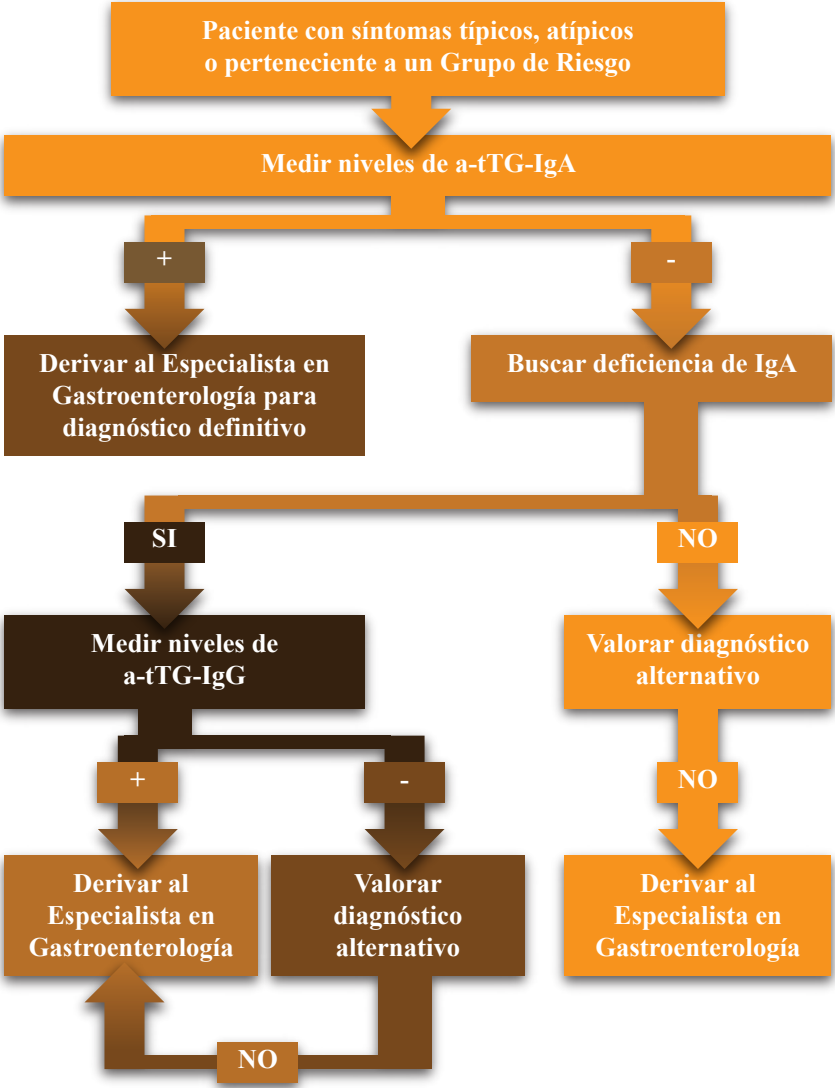 Paciente con síntomas típicos, atípicos
o perteneciente a un Grupo de Riesgo
Medir niveles de a-tTG-IgA
+
-
Derivar al Especialista en
Gastroenterología para
diagnóstico definitivo
Buscar deficiencia de IgA
SI
NO
Medir niveles de
a-tTG-IgG
Valorar diagnóstico
alternativo
+
-
NO
Derivar al
Especialista en
Gastroenterología
Valorar
diagnóstico
alternativo
Derivar al
Especialista en
Gastroenterología
NO